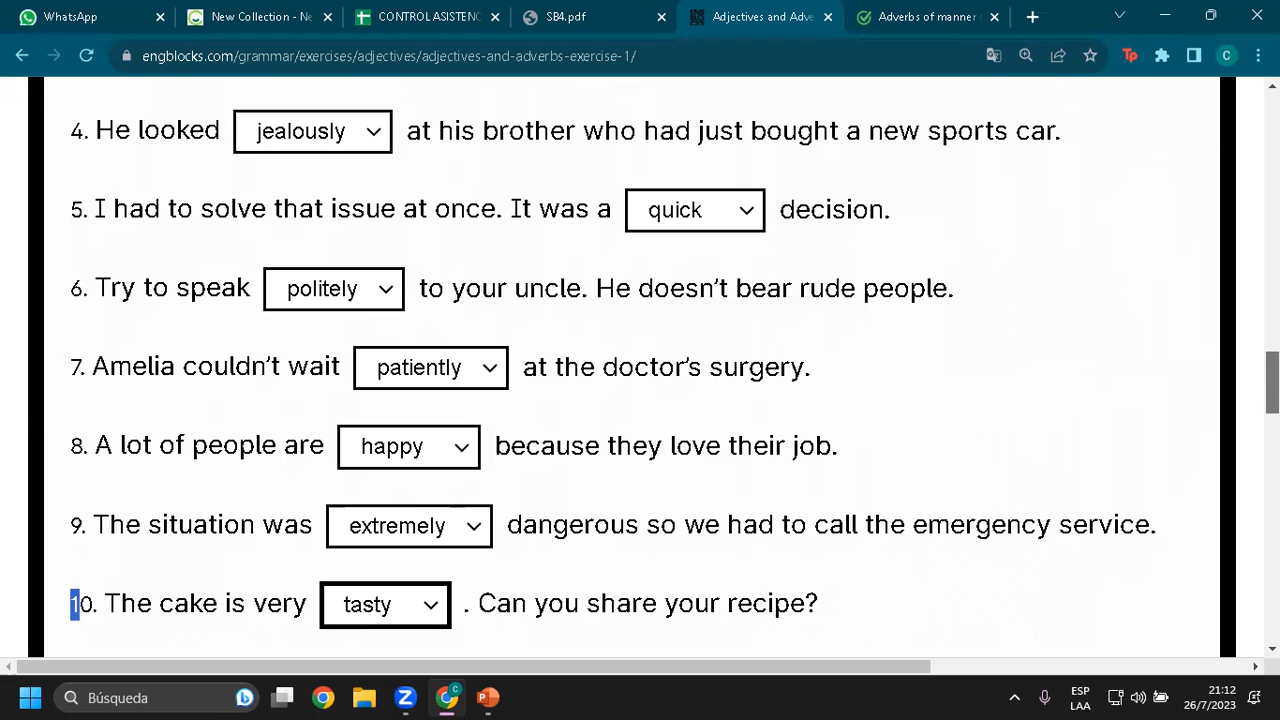 WhatsApp
New Collection - Ne
CONTROL ASISTENC
SB4.pdf
Adjectives and Adve
Adverbs of manner
engblocks.com/grammar/exercises/adjectives/adjectives-and-adverbs-exercise-1/
4. He looked jealously at his brother who had just bought a new sports car.
5. I had to solve that issue at once. It was a quick decision.
6. Try to speak politely to your uncle. He doesn't bear rude people.
7. Amelia couldn't wait patiently at the doctor's surgery.
8. A lot of people are happy because they love their job.
9. The situation was extremely dangerous so we had to call the emergency service.
10. The cake is very tasty . Can you share your recipe?
Búsqueda
ESP
LAA
21:12
26/7/2023